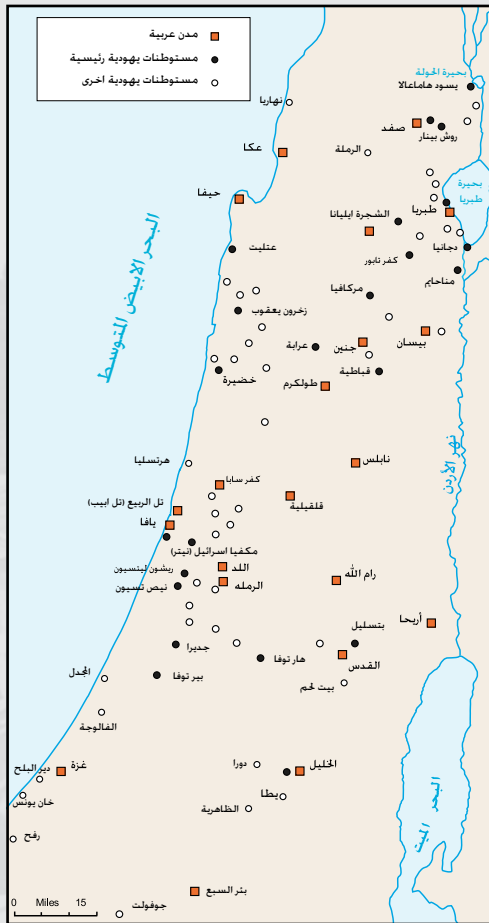 مدن عربية
مستوطنات يهودية رئيسية
مستوطنات يهودية اخرى
بحيرة الحولة
يسود هاماعالا
نهاريا
صفد
روش بينار
الرملة
عكا
بحيرة
طبريا
حيفا
طبريا
الشجرة ايليانا
دجانيا
عتليت
كفر تابور
مناحايم
البحر الابيض المتوسط
مركافيا
زخرون يعقوب
بيسان
عرابة
جنين
قباطية
خضيرة
طولكرم
نابلس
نهر الأردن
هرتسليا
كفر سابا
قلقيلية
تل الربيع (تل ابيب)
يافا
مكفيا اسرائيل (نيتر)
ريشون ليتسيون
اللد
رام الله
نيص تسيون
الرمله
أريحا
بتسليل
جديرا
هار توفا
القدس
بير توفا
بيت لحم
المجدل
الفالوجة
غزة
دير البلح
دورا
الخليل
خان يونس
يطا
الظاهرية
البحر الميت
رفح
بئر السبع
0 Miles 15
جوفولت